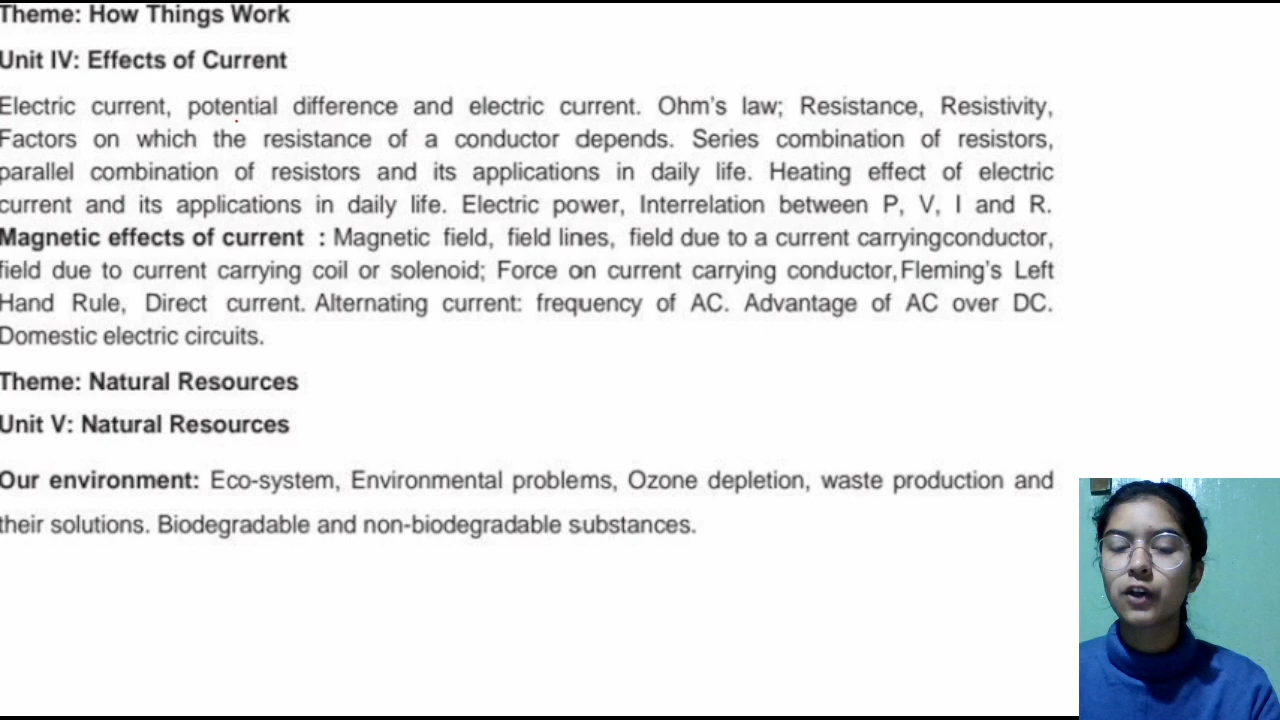 Theme: How Things Work
Unit IV: Effects of Current
Electric current, potential difference and electric current. Ohm's law; Resistance, Resistivity,
Factors on which the resistance of a conductor depends. Series combination of resistors,
parallel combination of resistors and its applications in daily life. Heating effect of electric
current and its applications in daily life. Electric power, Interrelation between P, V, I and R.
Magnetic effects of current : Magnetic field, field lines, field due to a current carryingconductor,
field due to current carrying coil or solenoid; Force on current carrying conductor,Fleming's Left
Hand Rule, Direct current. Alternating current: frequency of AC. Advantage of AC over DC.
Domestic electric circuits.
Theme: Natural Resources
Unit V: Natural Resources
Our environment: Eco-system, Environmental problems, Ozone depletion, waste production and
their solutions. Biodegradable and non-biodegradable substances.